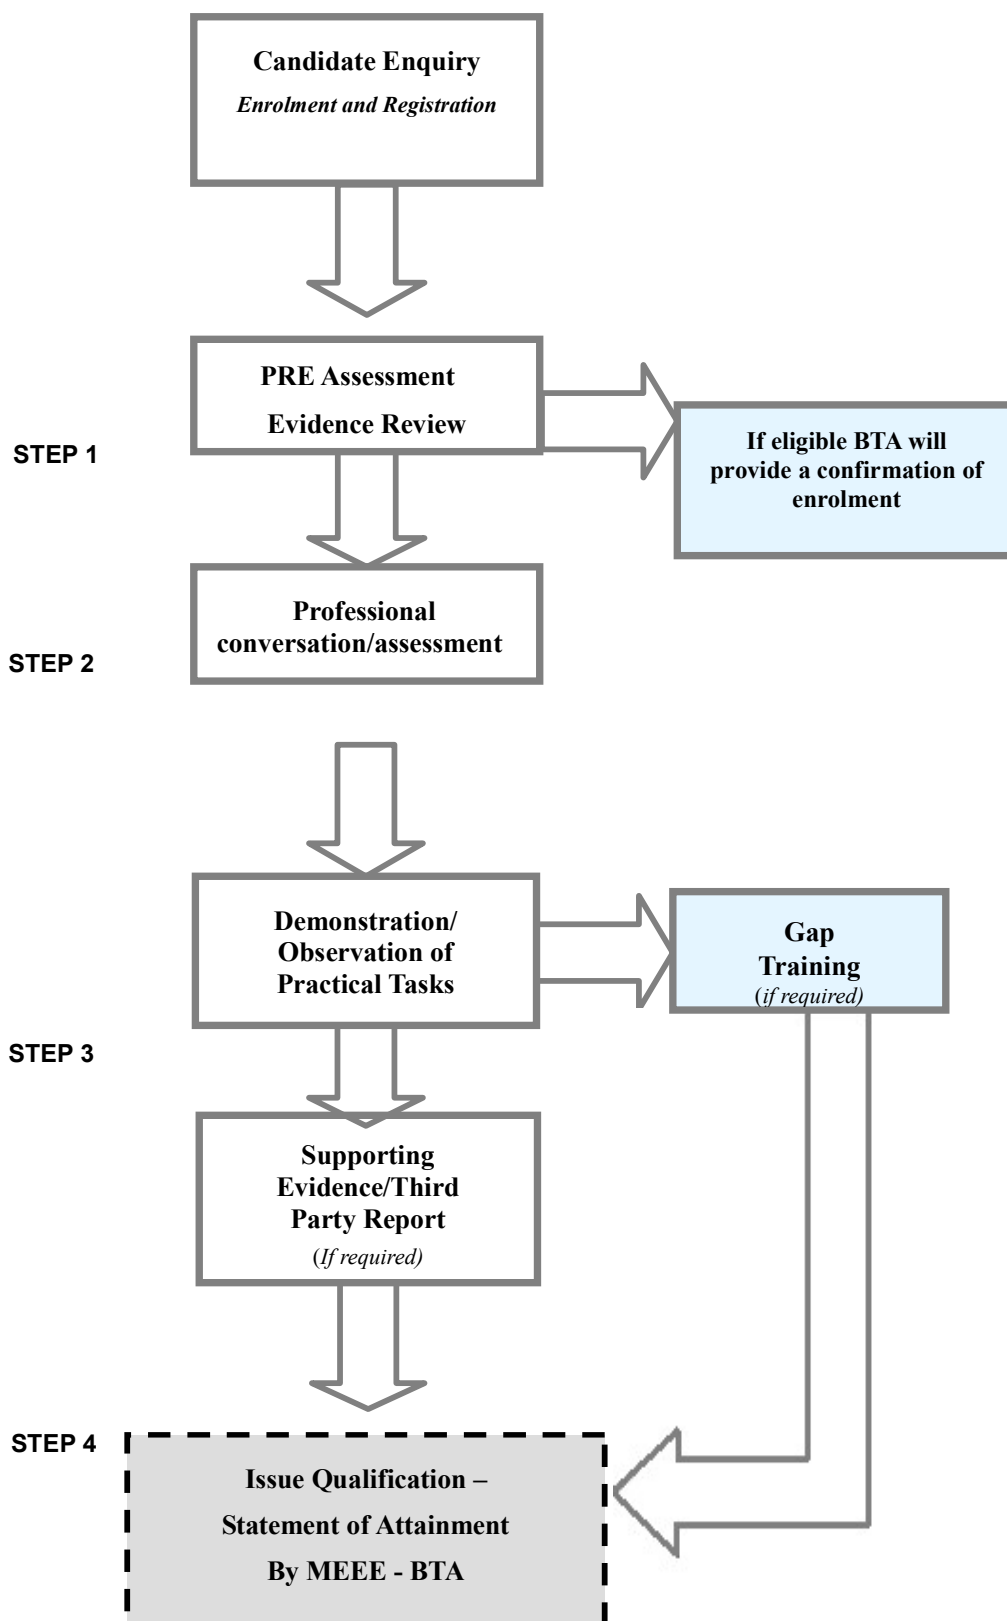 Candidate Enquiry
Enrolment and Registration
PRE Assessment
Evidence Review
STEP 1
If eligible BTA will
provide a confirmation of
enrolment
Professional
conversation/assessment
STEP 2
Demonstration/
Observation of
Practical Tasks
Gap
Training
(if required)
STEP 3
Supporting
Evidence/Third
Party Report
(If required)
STEP 4
Issue Qualification –
Statement of Attainment
By MEEE - BTA